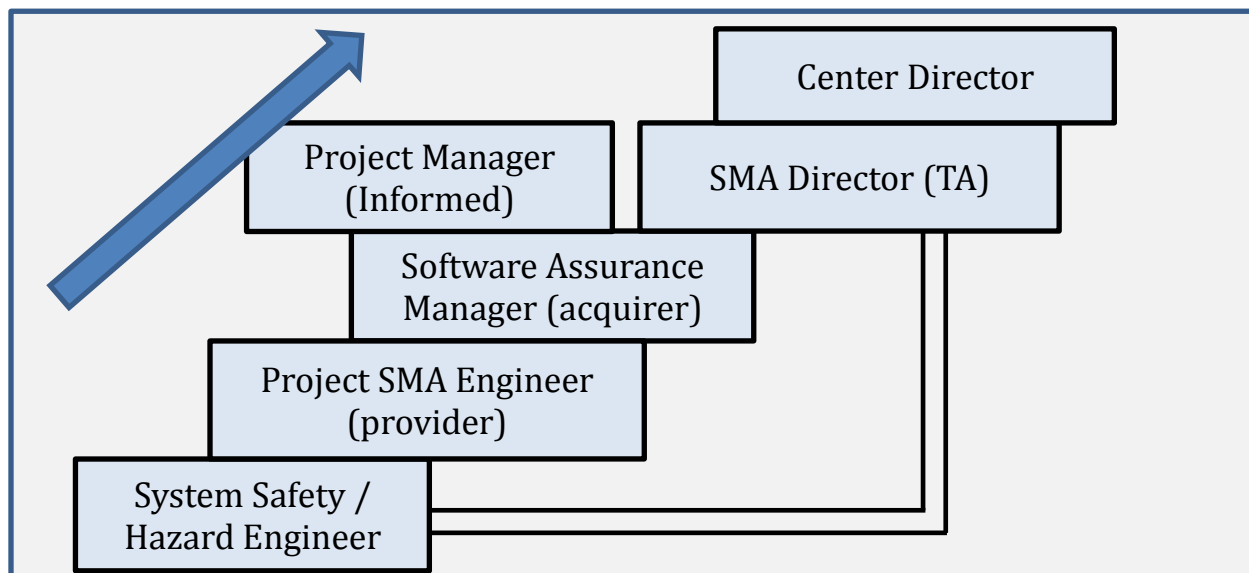 Center Director
Project Manager
(Informed)
SMA Director (TA)
Software Assurance
Manager (acquirer)
Project SMA Engineer
(provider)
System Safety /
Hazard Engineer